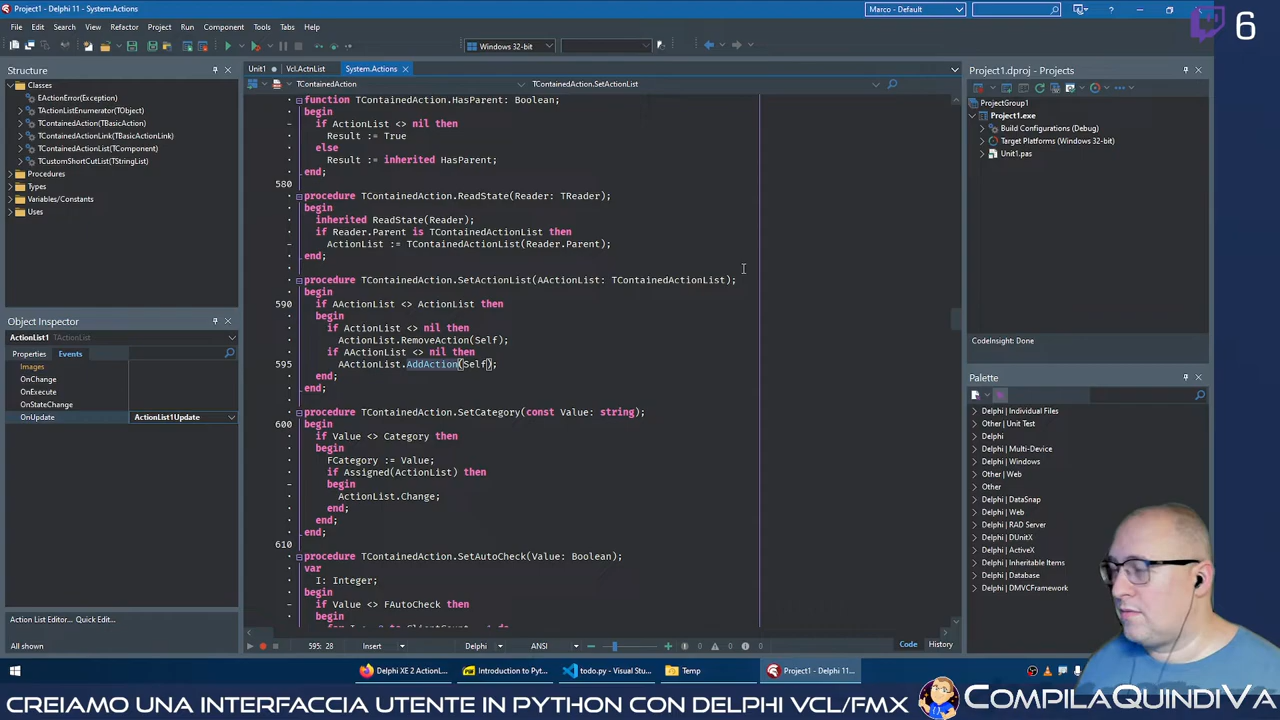 Project1 - Delphi 11 - System.Actions
Marco - Default
6
File Edit Search View Refactor Project Run Component Tools Tabs Help
Windows 32-bit
Structure
Classes
EActionError(Exception)
TActionListEnumerator(TObject)
TContainedAction(TBasicAction)
TContainedActionLink(TBasicActionLink)
TContainedActionList(TComponent)
TCustomShortCutList(TStringList)
Procedures
Types
Variables/Constants
Uses
Object Inspector
ActionList1 TActionList
Properties Events
Images
OnChange
OnExecute
OnStateChange
OnUpdate ActionList1Update
Action List Editor... Quick Edit...
All shown
Unit1 Vcl.ActnList System.Actions
TContainedAction TContainedAction.SetActionList
function TContainedAction.HasParent: Boolean;
begin
if ActionList <> nil then
Result := True
else
Result := inherited HasParent;
end;
580
procedure TContainedAction.ReadState(Reader: TReader);
begin
inherited ReadState(Reader);
if Reader.Parent is TContainedActionList then
ActionList := TContainedActionList(Reader.Parent);
end;
procedure TContainedAction.SetActionList(AActionList: TContainedActionList);
begin
590 if AActionList <> ActionList then
begin
if ActionList <> nil then
ActionList.RemoveAction(Self);
if AActionList <> nil then
595 AActionList.AddAction(Self);
end;
end;
procedure TContainedAction.SetCategory(const Value: string);
600 begin
if Value <> Category then
begin
FCategory := Value;
if Assigned(ActionList) then
begin
ActionList.Change;
end;
end;
end;
610
procedure TContainedAction.SetAutoCheck(Value: Boolean);
var
I: Integer;
begin
if Value <> FAutoCheck then
begin
595: 28 Insert Delphi ANSI 0 0 0 Code History
Project1.dproj - Projects
ProjectGroup1
Project1.exe
Build Configurations (Debug)
Target Platforms (Windows 32-bit)
Unit1.pas
CodeInsight: Done
Palette
Delphi | Individual Files
Other | Unit Test
Delphi
Delphi | Multi-Device
Delphi | Windows
Other | Web
Other
Delphi | DataSnap
Delphi | Web
Delphi | RAD Server
Delphi | DUnitX
Delphi | ActiveX
Delphi | Inheritable Items
Delphi | Database
Delphi | DMVCFramework
Delphi XE 2 ActionL... Introduction to Pyt... todo.py - Visual Stu... Temp Project1 - Delphi 11...
CREIAMO UNA INTERFACCIA UTENTE IN PYTHON CON DELPHI VCL/FMX COMPILAQUINDIVA